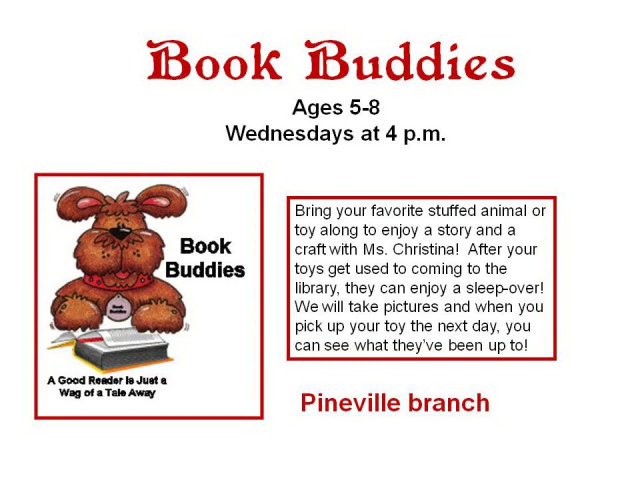 Book Buddies
Ages 5-8
Wednesdays at 4 p.m.
Book
Buddies
Book
Buddies
A Good Reader Is Just a
Wag of a Tale Away
Bring your favorite stuffed animal or
toy along to enjoy a story and a
craft with Ms. Christina!  After your
toys get used to coming to the
library, they can enjoy a sleep-over!
We will take pictures and when you
pick up your toy the next day, you
can see what they've been up to!
Pineville branch